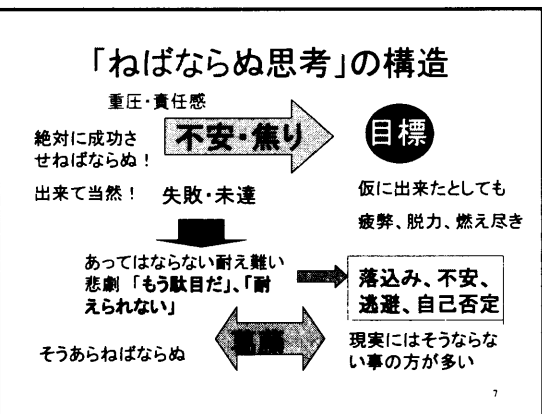 「ねばならぬ思考」の構造
重圧・責任感
絶対に成功さ
せねばならぬ！
不安・焦り
目標
出来て当然！
失敗・未達
仮に出来たとしても
疲弊、脱力、燃え尽き
あってはならない耐え難い
悲劇「もう駄目だ」、「耐
えられない」
落込み、不安、
逃避、自己否定
葛藤
そうあらねばならぬ
現実にはそうならな
い事の方が多い
7